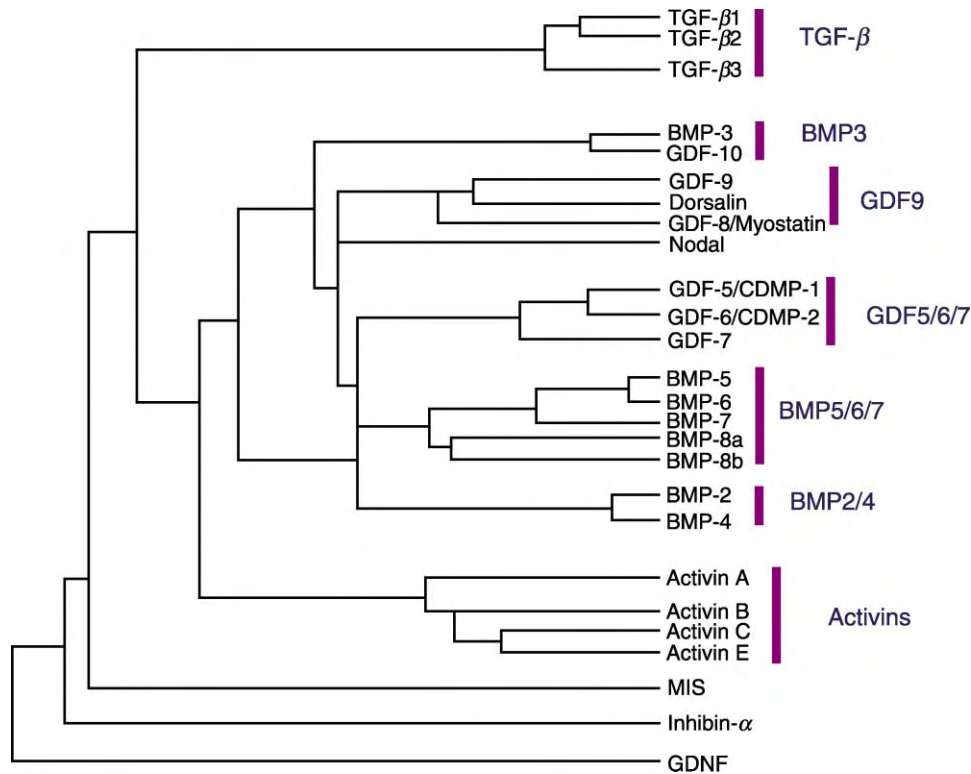 TGF-β1
TGF-β2
TGF-β3
TGF-β
BMP-3
GDF-10
BMP3
GDF-9
Dorsalin
GDF-8/Myostatin
GDF9
Nodal
GDF-5/CDMP-1
GDF-6/CDMP-2
GDF-7
GDF5/6/7
BMP-5
BMP-6
BMP-7
BMP-8a
BMP-8b
BMP5/6/7
BMP-2
BMP-4
BMP2/4
Activin A
Activin B
Activin C
Activin E
Activins
MIS
Inhibin-α
GDNF